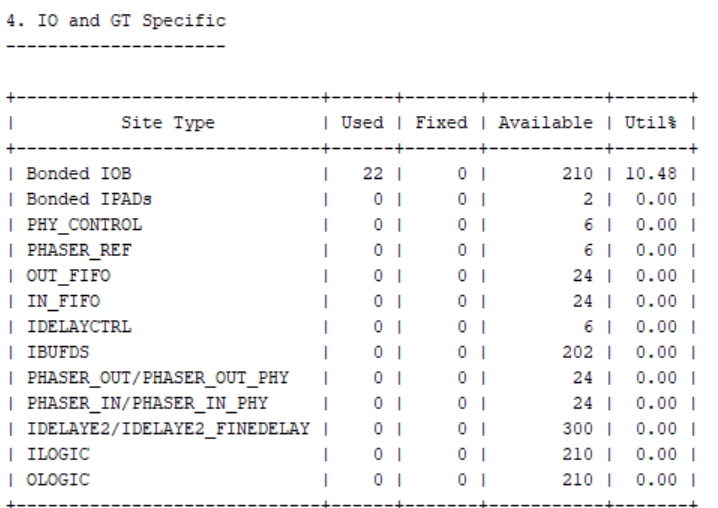 4. IO and GT Specific
---------------------
+-----------------------------+------+-------+-----------+-------+
|          Site Type          | Used | Fixed | Available | Util% |
+-----------------------------+------+-------+-----------+-------+
| Bonded IOB                  |   22 |     0 |       210 | 10.48 |
| Bonded IPADs                |    0 |     0 |         2 |  0.00 |
| PHY_CONTROL                 |    0 |     0 |         6 |  0.00 |
| PHASER_REF                  |    0 |     0 |         6 |  0.00 |
| OUT_FIFO                    |    0 |     0 |        24 |  0.00 |
| IN_FIFO                     |    0 |     0 |        24 |  0.00 |
| IDELAYCTRL                  |    0 |     0 |         6 |  0.00 |
| IBUFDS                      |    0 |     0 |       202 |  0.00 |
| PHASER_OUT/PHASER_OUT_PHY   |    0 |     0 |        24 |  0.00 |
| PHASER_IN/PHASER_IN_PHY     |    0 |     0 |        24 |  0.00 |
| IDELAYE2/IDELAYE2_FINEDELAY |    0 |     0 |       300 |  0.00 |
| ILOGIC                      |    0 |     0 |       210 |  0.00 |
| OLOGIC                      |    0 |     0 |       210 |  0.00 |
+-----------------------------+------+-------+-----------+-------+